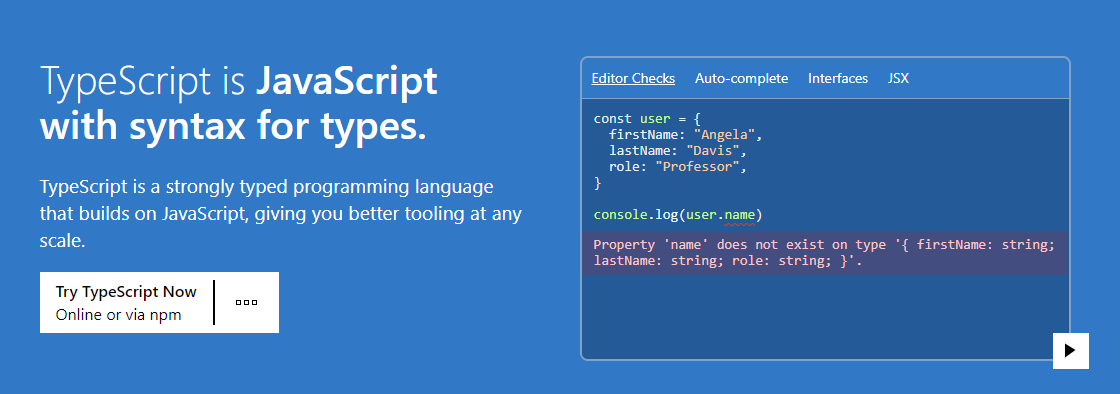 TypeScript is JavaScript
with syntax for types.
TypeScript is a strongly typed programming language
that builds on JavaScript, giving you better tooling at any
scale.
Try TypeScript Now
Online or via npm
Editor Checks Auto-complete Interfaces JSX
const user = {
  firstName: "Angela",
  lastName: "Davis",
  role: "Professor",
}
console.log(user.name)
Property 'name' does not exist on type '{ firstName: string;
lastName: string; role: string; }'.